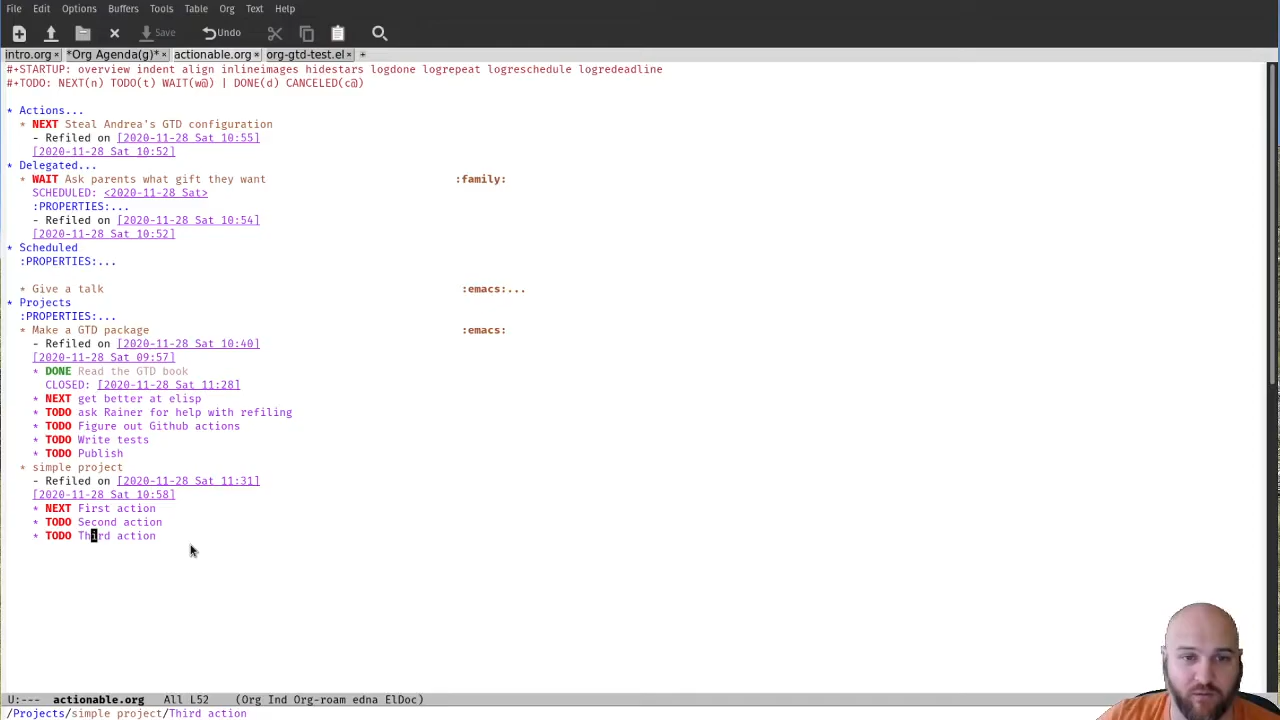 File Edit Options Buffers Tools Table Org Text Help
Save Undo
intro.org× *Org Agenda(g)*× actionable.org× org-gtd-test.el× +
#+STARTUP: overview indent align inlineimages hidestars logdone logrepeat logreschedule logredeadline
#+TODO: NEXT(n) TODO(t) WAIT(w@) | DONE(d) CANCELED(c@)
* Actions...
* NEXT Steal Andrea's GTD configuration
- Refiled on [2020-11-28 Sat 10:55]
[2020-11-28 Sat 10:52]
* Delegated...
* WAIT Ask parents what gift they want :family:
SCHEDULED: <2020-11-28 Sat>
:PROPERTIES:...
- Refiled on [2020-11-28 Sat 10:54]
[2020-11-28 Sat 10:52]
* Scheduled
:PROPERTIES:...
* Give a talk :emacs:...
* Projects
:PROPERTIES:...
* Make a GTD package :emacs:
- Refiled on [2020-11-28 Sat 10:40]
[2020-11-28 Sat 09:57]
* DONE Read the GTD book
CLOSED: [2020-11-28 Sat 11:28]
* NEXT get better at elisp
* TODO ask Rainer for help with refiling
* TODO Figure out Github actions
* TODO Write tests
* TODO Publish
* simple project
- Refiled on [2020-11-28 Sat 11:31]
[2020-11-28 Sat 10:58]
* NEXT First action
* TODO Second action
* TODO Third action
U:--- actionable.org All L52 (Org Ind Org-roam edna ElDoc)
/Projects/simple project/Third action